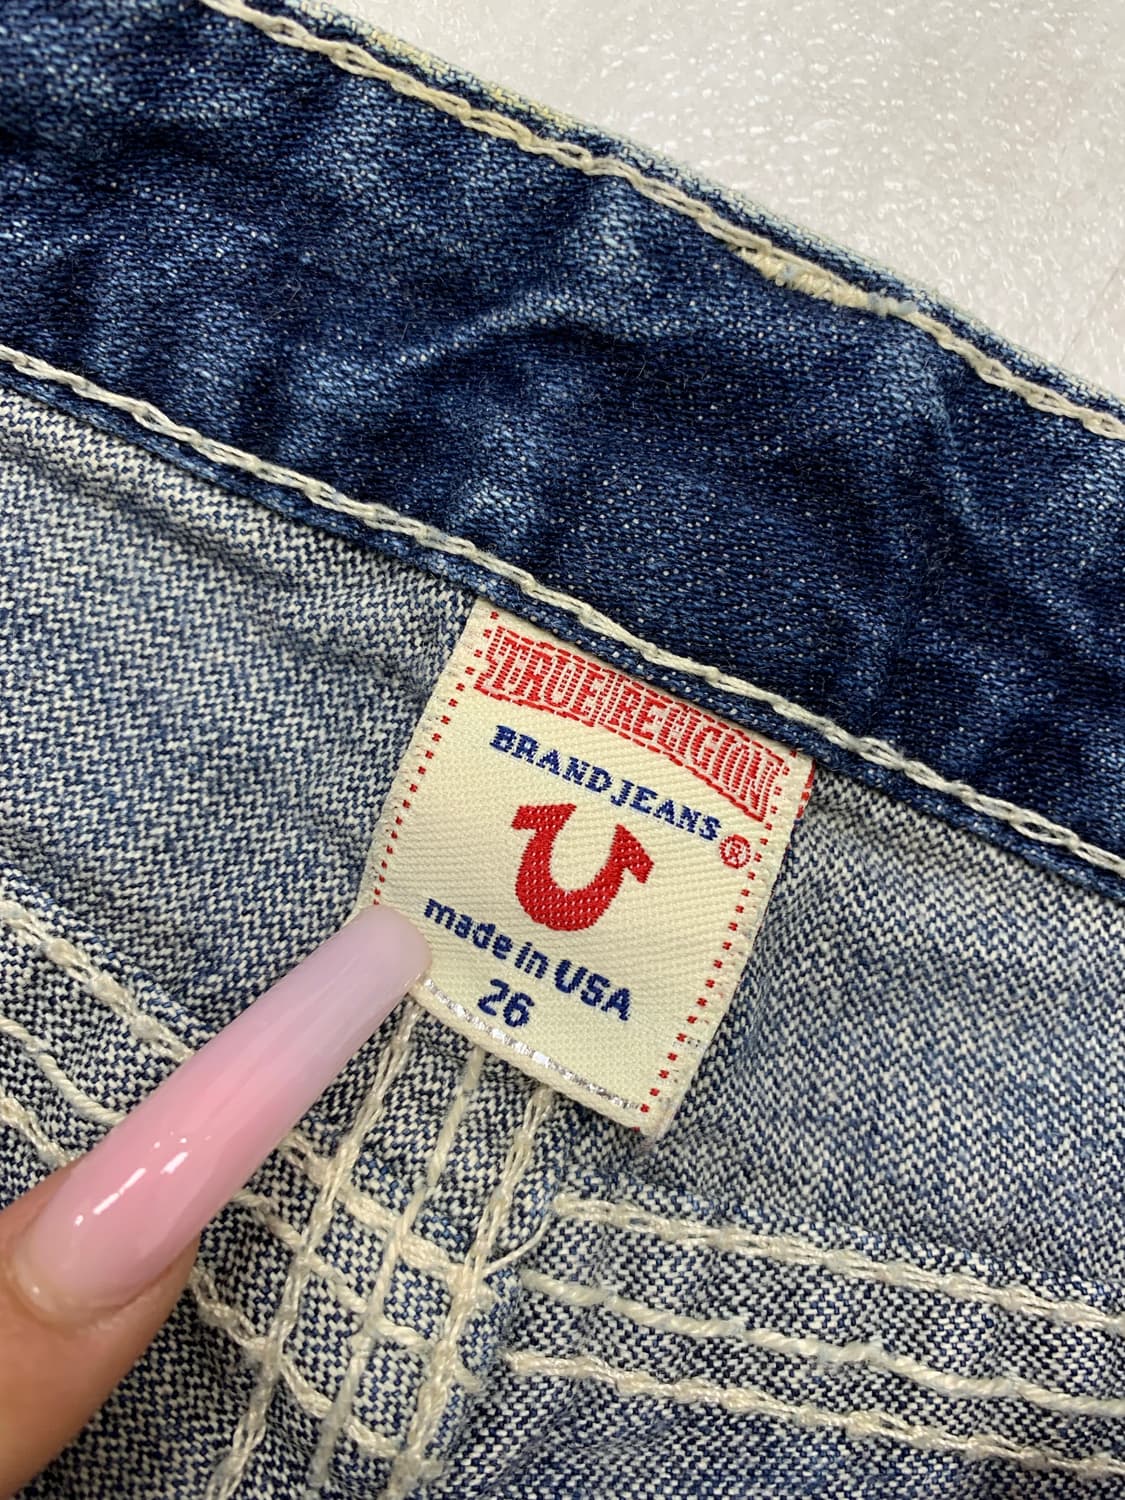 TRUE RELIGION
BRAND JEANS
®
made in USA
26